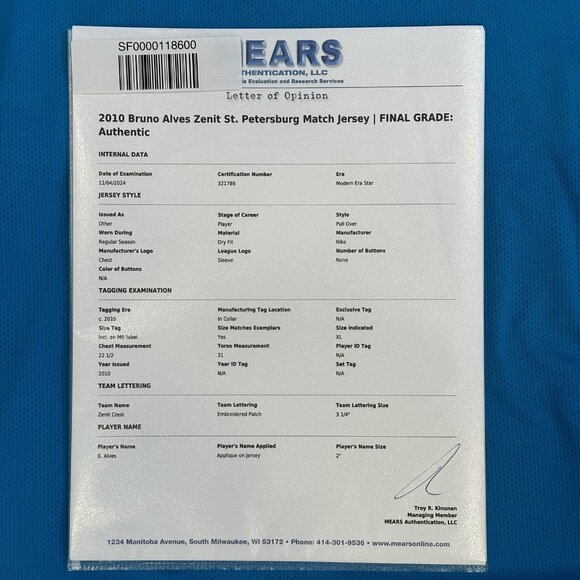 SF0000118600
MEARS
THENTICATION, LLC
ia Evaluation and Research Services
Letter of Opinion
2010 Bruno Alves Zenit St. Petersburg Match Jersey | FINAL GRADE:
Authentic
INTERNAL DATA
Date of Examination Certification Number Era
11/04/2024 321786 Modern Era Star
JERSEY STYLE
Issued As Stage of Career Style
Other Player Pull Over
Worn During Material Manufacturer
Regular Season Dry Fit Nike
Manufacturer's Logo League Logo Number of Buttons
Chest Sleeve None
Color of Buttons
N/A
TAGGING EXAMINATION
Tagging Era Manufacturing Tag Location Exclusive Tag
c. 2010 In Collar N/A
Size Tag Size Matches Exemplars Size Indicated
Incl. on Mfr label Yes XL
Chest Measurement Torso Measurement Player ID Tag
22 1/2 31 N/A
Year Issued Year ID Tag Set Tag
2010 N/A N/A
TEAM LETTERING
Team Name Team Lettering Team Lettering Size
Zenit Crest Embroidered Patch 3 1/4"
PLAYER NAME
Player's Name Player's Name Applied Player's Name Size
B. Alves Applique on Jersey 2"
Troy R. Kinunen
Managing Member
MEARS Authentication, LLC
1234 Manitoba Avenue, South Milwaukee, WI 53172 • Phone: 414-301-9536 • www.mearsonline.com